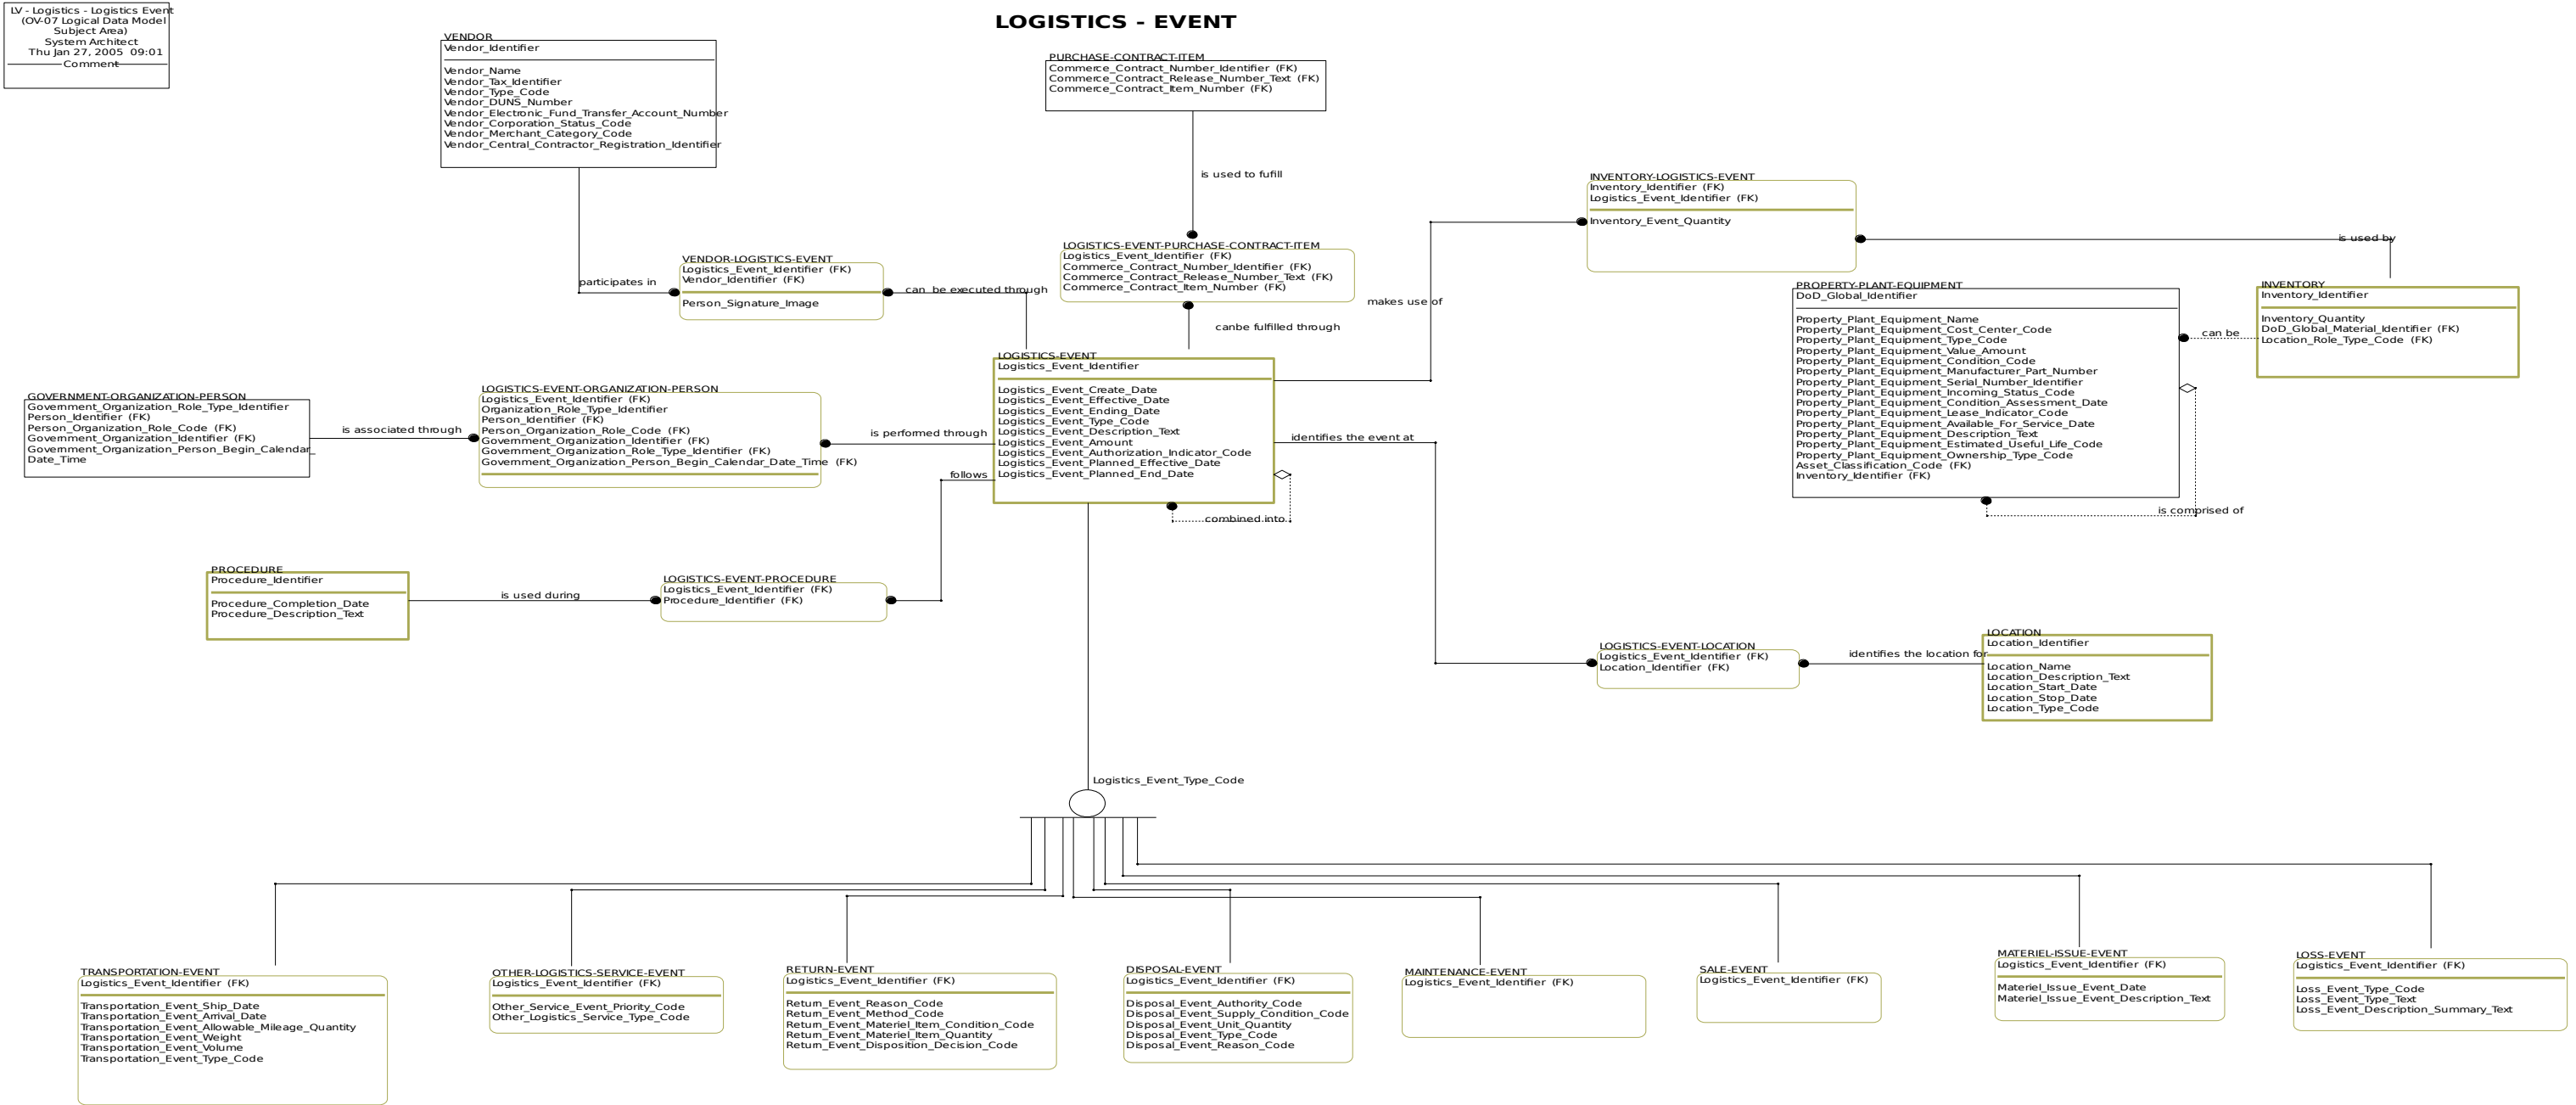 LV - Logistics - Logistics Event
(OV-07 Logical Data Model
Subject Area)
System Architect
Thu Jan 27, 2005  09:01
Comment
LOGISTICS - EVENT
VENDOR
Vendor_Identifier
Vendor_Name
Vendor_Tax_Identifier
Vendor_Type_Code
Vendor_DUNS_Number
Vendor_Electronic_Fund_Transfer_Account_Number
Vendor_Corporation_Status_Code
Vendor_Merchant_Category_Code
Vendor_Central_Contractor_Registration_Identifier
PURCHASE-CONTRACT-ITEM
Commerce_Contract_Number_Identifier (FK)
Commerce_Contract_Release_Number_Text (FK)
Commerce_Contract_Item_Number (FK)
is used to fufill
INVENTORY-LOGISTICS-EVENT
Inventory_Identifier (FK)
Logistics_Event_Identifier (FK)
Inventory_Event_Quantity
is used by
VENDOR-LOGISTICS-EVENT
Logistics_Event_Identifier (FK)
Vendor_Identifier (FK)
Person_Signature_Image
participates in
can be executed through
LOGISTICS-EVENT-PURCHASE-CONTRACT-ITEM
Logistics_Event_Identifier (FK)
Commerce_Contract_Number_Identifier (FK)
Commerce_Contract_Release_Number_Text (FK)
Commerce_Contract_Item_Number (FK)
makes use of
canbe fulfilled through
PROPERTY-PLANT-EQUIPMENT
DoD_Global_Identifier
Property_Plant_Equipment_Name
Property_Plant_Equipment_Cost_Center_Code
Property_Plant_Equipment_Type_Code
Property_Plant_Equipment_Value_Amount
Property_Plant_Equipment_Condition_Code
Property_Plant_Equipment_Manufacturer_Part_Number
Property_Plant_Equipment_Serial_Number_Identifier
Property_Plant_Equipment_Incoming_Status_Code
Property_Plant_Equipment_Condition_Assessment_Date
Property_Plant_Equipment_Lease_Indicator_Code
Property_Plant_Equipment_Available_For_Service_Date
Property_Plant_Equipment_Description_Text
Property_Plant_Equipment_Estimated_Useful_Life_Code
Property_Plant_Equipment_Ownership_Type_Code
Asset_Classification_Code (FK)
Inventory_Identifier (FK)
can be
is comprised of
INVENTORY
Inventory_Identifier
Inventory_Quantity
DoD_Global_Material_Identifier (FK)
Location_Role_Type_Code (FK)
GOVERNMENT-ORGANIZATION-PERSON
Government_Organization_Role_Type_Identifier
Person_Identifier (FK)
Person_Organization_Role_Code (FK)
Government_Organization_Identifier (FK)
Government_Organization_Person_Begin_Calendar_
Date_Time
is associated through
LOGISTICS-EVENT-ORGANIZATION-PERSON
Logistics_Event_Identifier (FK)
Organization_Role_Type_Identifier
Person_Identifier (FK)
Person_Organization_Role_Code (FK)
Government_Organization_Identifier (FK)
Government_Organization_Role_Type_Identifier (FK)
Government_Organization_Person_Begin_Calendar_Date_Time (FK)
is performed through
follows
LOGISTICS-EVENT
Logistics_Event_Identifier
Logistics_Event_Create_Date
Logistics_Event_Effective_Date
Logistics_Event_Ending_Date
Logistics_Event_Type_Code
Logistics_Event_Description_Text
Logistics_Event_Amount
Logistics_Event_Authorization_Indicator_Code
Logistics_Event_Planned_Effective_Date
Logistics_Event_Planned_End_Date
identifies the event at
combined into
PROCEDURE
Procedure_Identifier
Procedure_Completion_Date
Procedure_Description_Text
is used during
LOGISTICS-EVENT-PROCEDURE
Logistics_Event_Identifier (FK)
Procedure_Identifier (FK)
LOGISTICS-EVENT-LOCATION
Logistics_Event_Identifier (FK)
Location_Identifier (FK)
identifies the location for
LOCATION
Location_Identifier
Location_Name
Location_Description_Text
Location_Start_Date
Location_Stop_Date
Location_Type_Code
Logistics_Event_Type_Code
TRANSPORTATION-EVENT
Logistics_Event_Identifier (FK)
Transportation_Event_Ship_Date
Transportation_Event_Arrival_Date
Transportation_Event_Allowable_Mileage_Quantity
Transportation_Event_Weight
Transportation_Event_Volume
Transportation_Event_Type_Code
OTHER-LOGISTICS-SERVICE-EVENT
Logistics_Event_Identifier (FK)
Other_Service_Event_Priority_Code
Other_Logistics_Service_Type_Code
RETURN-EVENT
Logistics_Event_Identifier (FK)
Return_Event_Reason_Code
Return_Event_Method_Code
Return_Event_Materiel_Item_Condition_Code
Return_Event_Materiel_Item_Quantity
Return_Event_Disposition_Decision_Code
DISPOSAL-EVENT
Logistics_Event_Identifier (FK)
Disposal_Event_Authority_Code
Disposal_Event_Supply_Condition_Code
Disposal_Event_Unit_Quantity
Disposal_Event_Type_Code
Disposal_Event_Reason_Code
MAINTENANCE-EVENT
Logistics_Event_Identifier (FK)
SALE-EVENT
Logistics_Event_Identifier (FK)
MATERIEL-ISSUE-EVENT
Logistics_Event_Identifier (FK)
Materiel_Issue_Event_Date
Materiel_Issue_Event_Description_Text
LOSS-EVENT
Logistics_Event_Identifier (FK)
Loss_Event_Type_Code
Loss_Event_Type_Text
Loss_Event_Description_Summary_Text